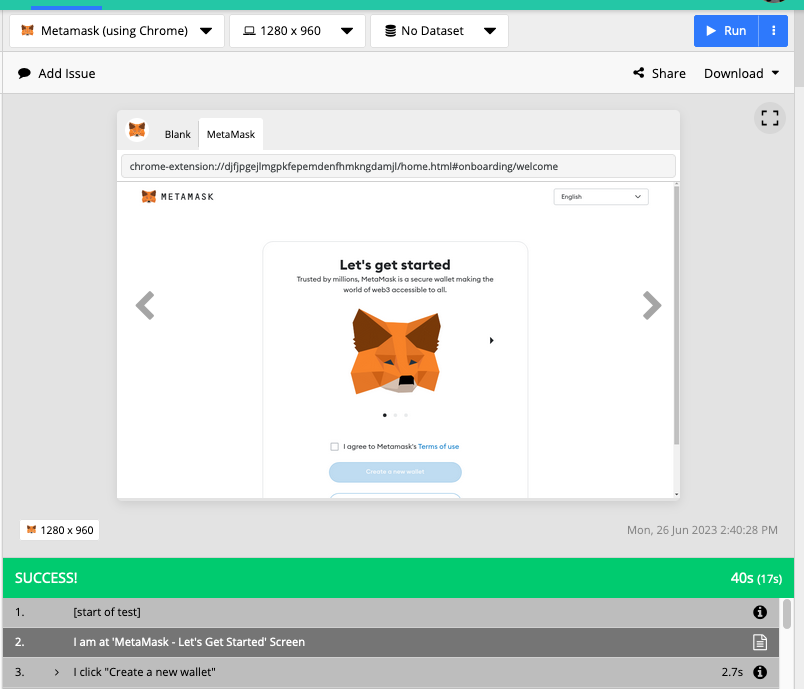 Metamask (using Chrome) 1280 x 960 No Dataset Run
Add Issue Share Download
Blank MetaMask
chrome-extension://djfjpgejlmgpkfepemdenfhmkngdamjl/home.html#onboarding/welcome
METAMASK English
Let's get started
Trusted by millions, MetaMask is a secure wallet making the
world of web3 accessible to all.
I agree to Metamask's Terms of use
Create a new wallet
1280 x 960 Mon, 26 Jun 2023 2:40:28 PM
SUCCESS! 40s (17s)
1. [start of test]
2. I am at 'MetaMask - Let's Get Started' Screen
3. I click "Create a new wallet" 2.7s